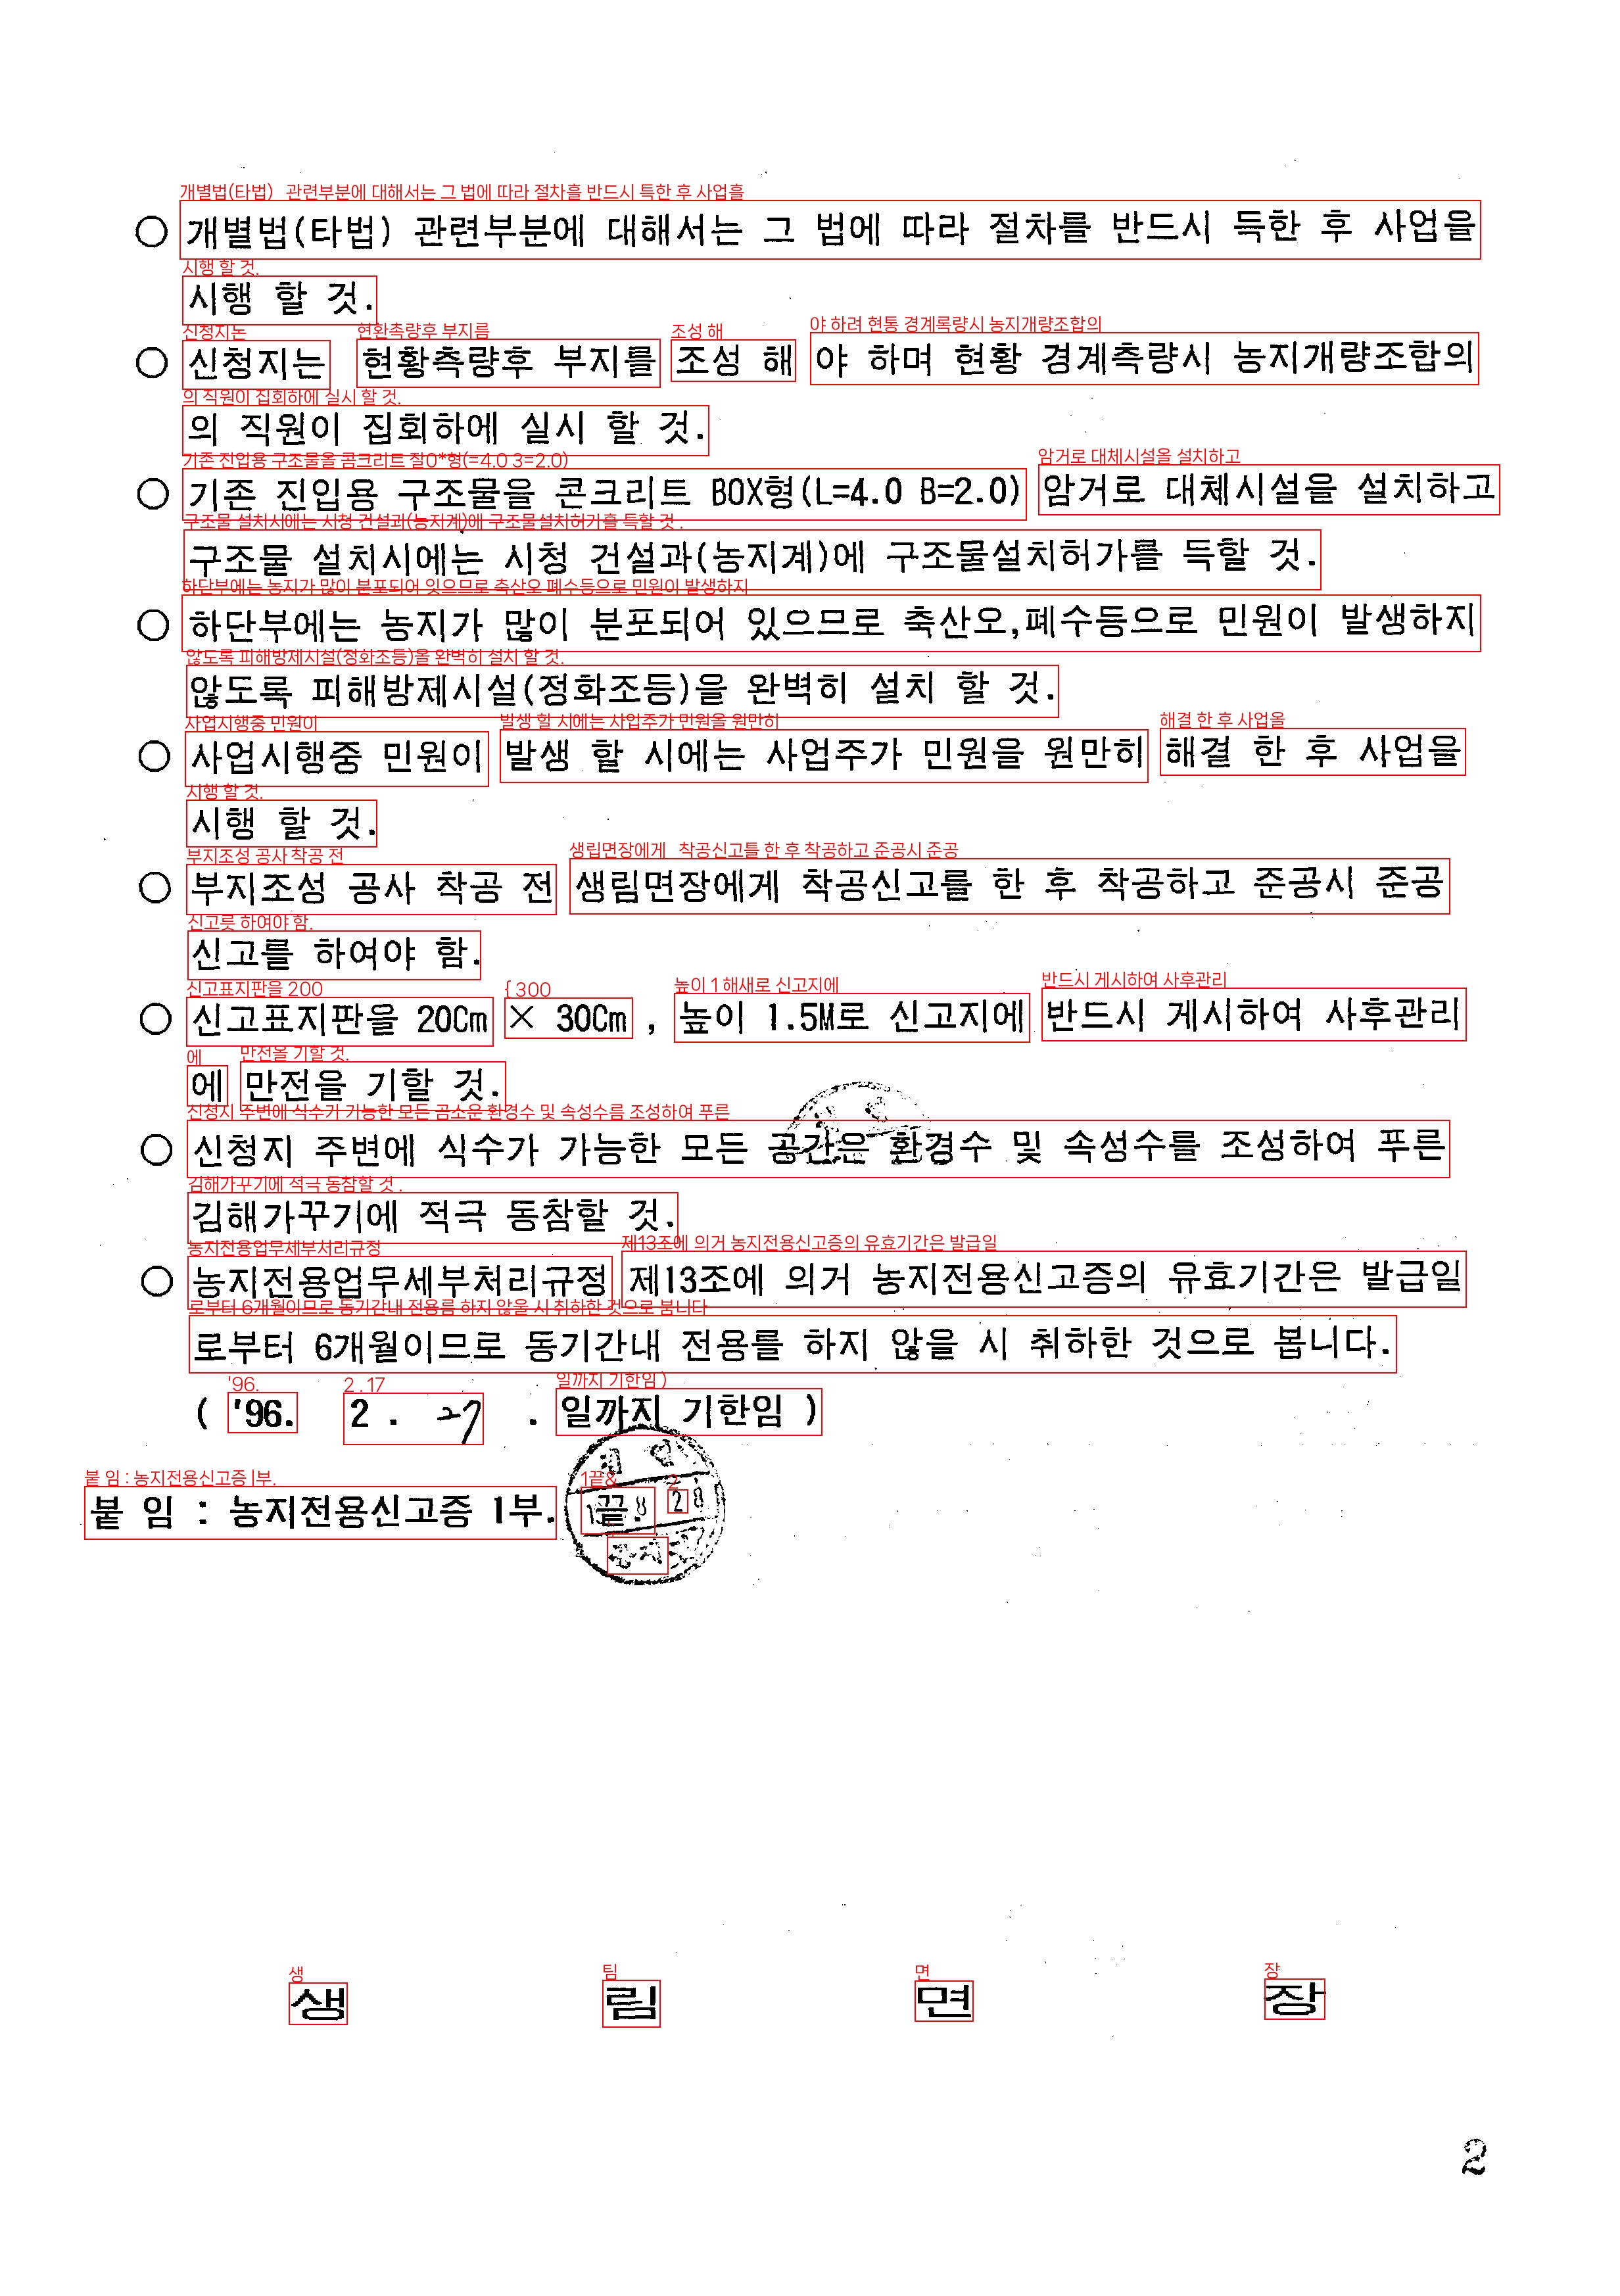 ○ 개별법(타법) 관련부분에 대해서는 그 법에 따라 절차를 반드시 득한 후 사업을
시행 할 것.
○ 신청지는 현황측량후 부지를 조성 해야 하며 현황 경계측량시 농지개량조합의
의 직원이 집회하에 실시 할 것.
○ 기존 진입용 구조물을 콘크리트 BOX형(L=4.0 B=2.0) 암거로 대체시설을 설치하고
구조물 설치시에는 시청 건설과(농지계)에 구조물설치허가를 득할 것.
○ 하단부에는 농지가 많이 분포되어 있으므로 축산오,폐수등으로 민원이 발생하지
않도록 피해방제시설(정화조등)을 완벽히 설치 할 것.
○ 사업시행중 민원이 발생 할 시에는 사업주가 민원을 원만히 해결 한 후 사업을
시행 할 것.
○ 부지조성 공사 착공 전 생림면장에게 착공신고를 한 후 착공하고 준공시 준공
신고를 하여야 함.
○ 신고표지판을 20Cm × 30Cm , 높이 1.5M로 신고지에 반드시 게시하여 사후관리
에 만전을 기할 것.
○ 신청지 주변에 식수가 가능한 모든 공간은 환경수 및 속성수를 조성하여 푸른
김해가꾸기에 적극 동참할 것.
○ 농지전용업무세부처리규정 제13조에 의거 농지전용신고증의 유효기간은 발급일
로부터 6개월이므로 동기간내 전용를 하지 않을 시 취하한 것으로 봅니다.
( '96. 2 . 27 . 일까지 기한임 )
붙 임 : 농지전용신고증 1부. 끝.
생 림 면 장
2